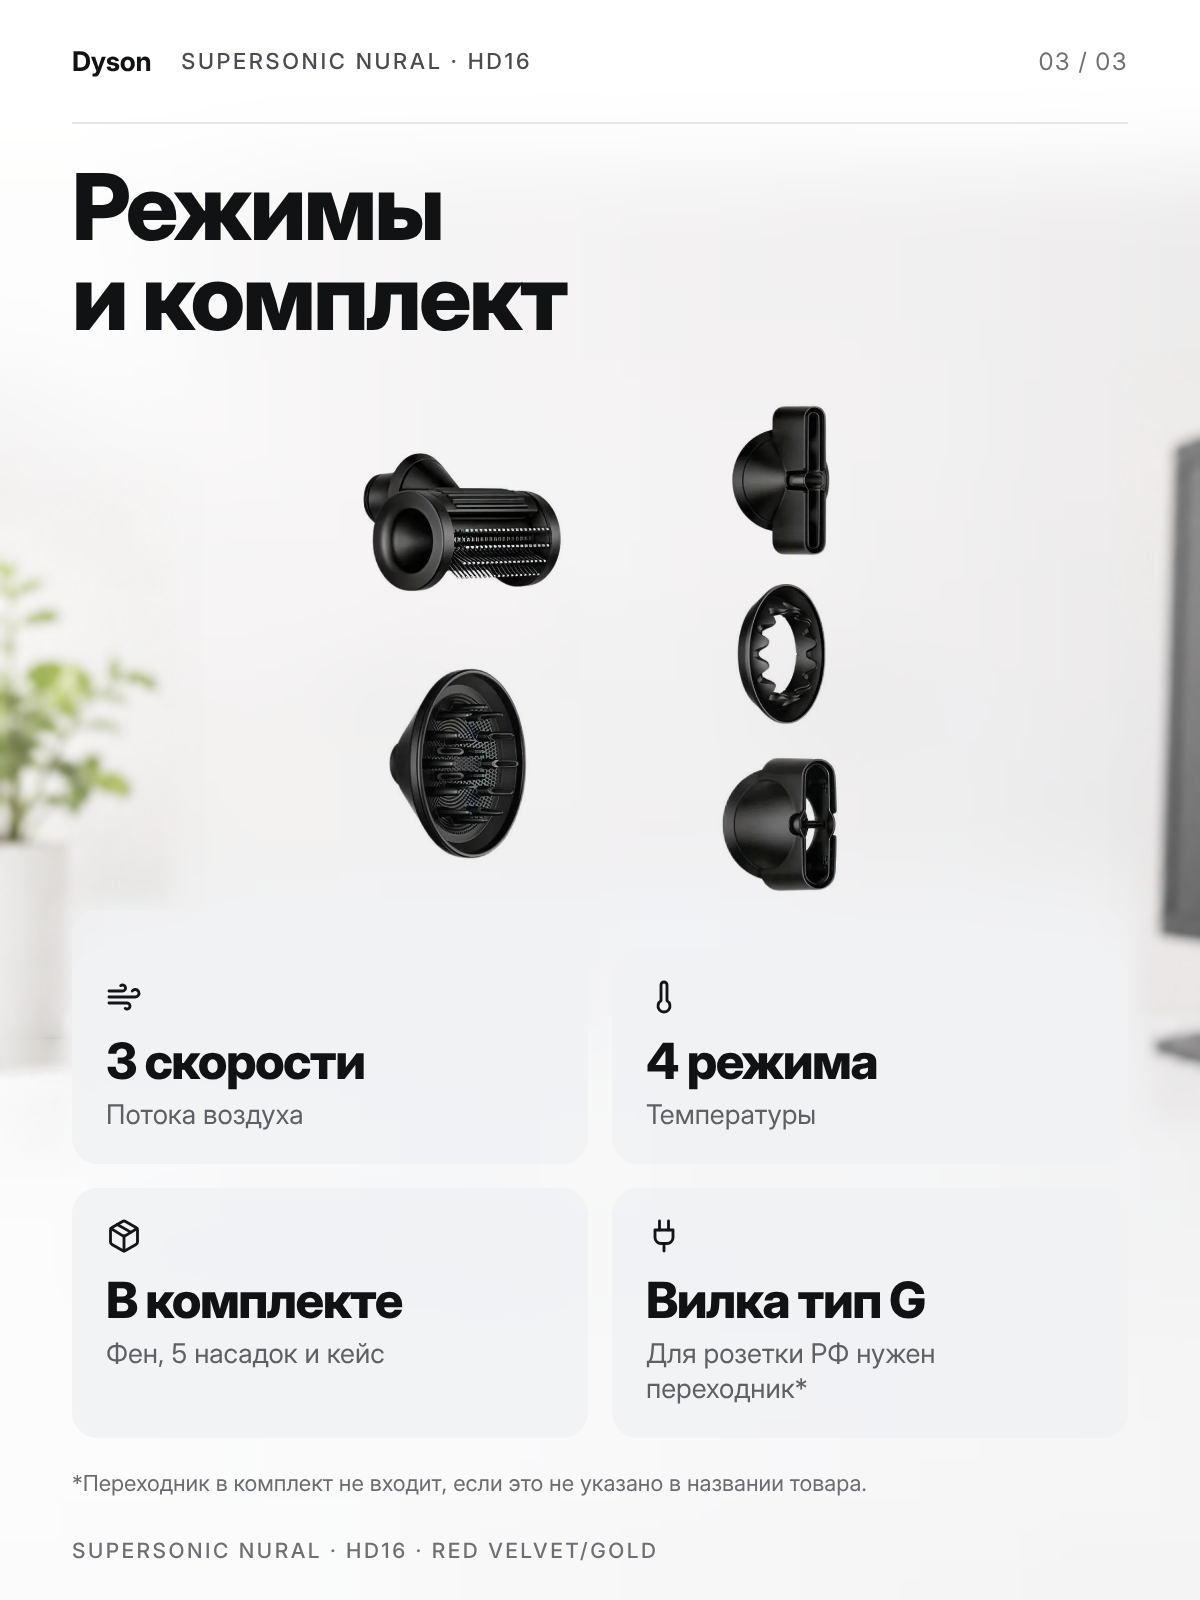 Dyson SUPERSONIC NURAL · HD16 03 / 03
Режимы
и комплект
3 скорости
Потока воздуха
4 режима
Температуры
В комплекте
Фен, 5 насадок и кейс
Вилка тип G
Для розетки РФ нужен
переходник*
*Переходник в комплект не входит, если это не указано в названии товара.
SUPERSONIC NURAL · HD16 · RED VELVET/GOLD